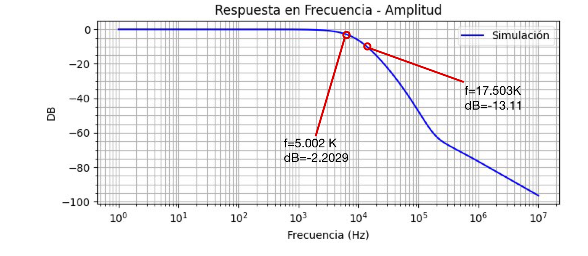 Respuesta en Frecuencia - Amplitud
0
−20
−40
−60
−80
−100
DB
Simulación
f=17.503K
dB=-13.11
f=5.002 K
dB=-2.2029
10⁰
10¹
10²
10³
10⁴
10⁵
10⁶
10⁷
Frecuencia (Hz)